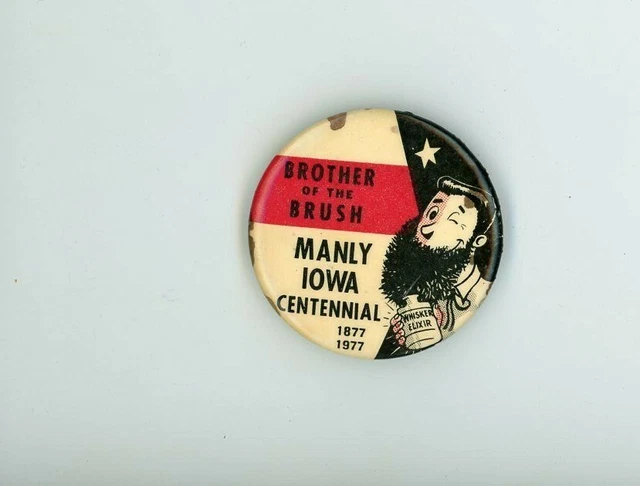 BROTHER
OF THE
BRUSH
MANLY
IOWA
CENTENNIAL
1877
1977
WHISKER
ELIXIR